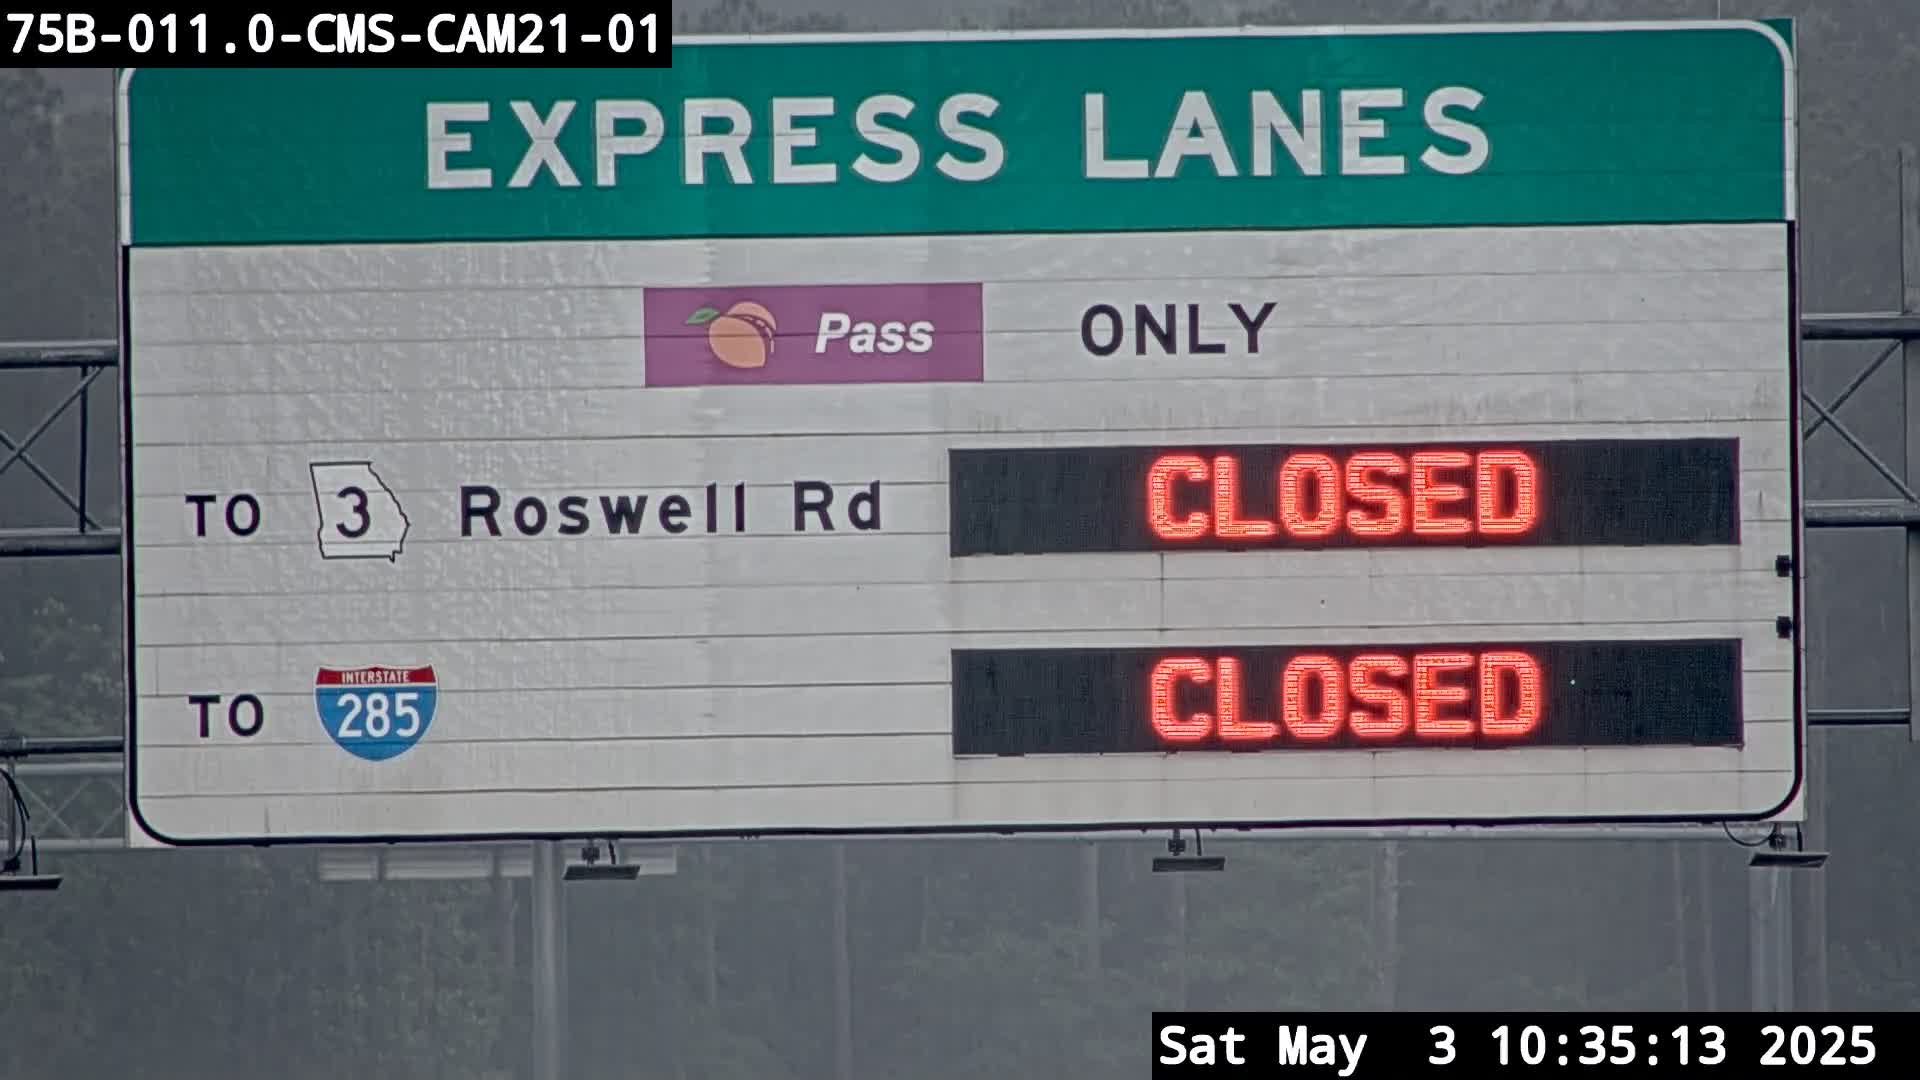 75B-011.0-CMS-CAM21-01
EXPRESS LANES
Pass ONLY
TO 3 Roswell Rd CLOSED
TO INTERSTATE 285 CLOSED
Sat May 3 10:35:13 2025